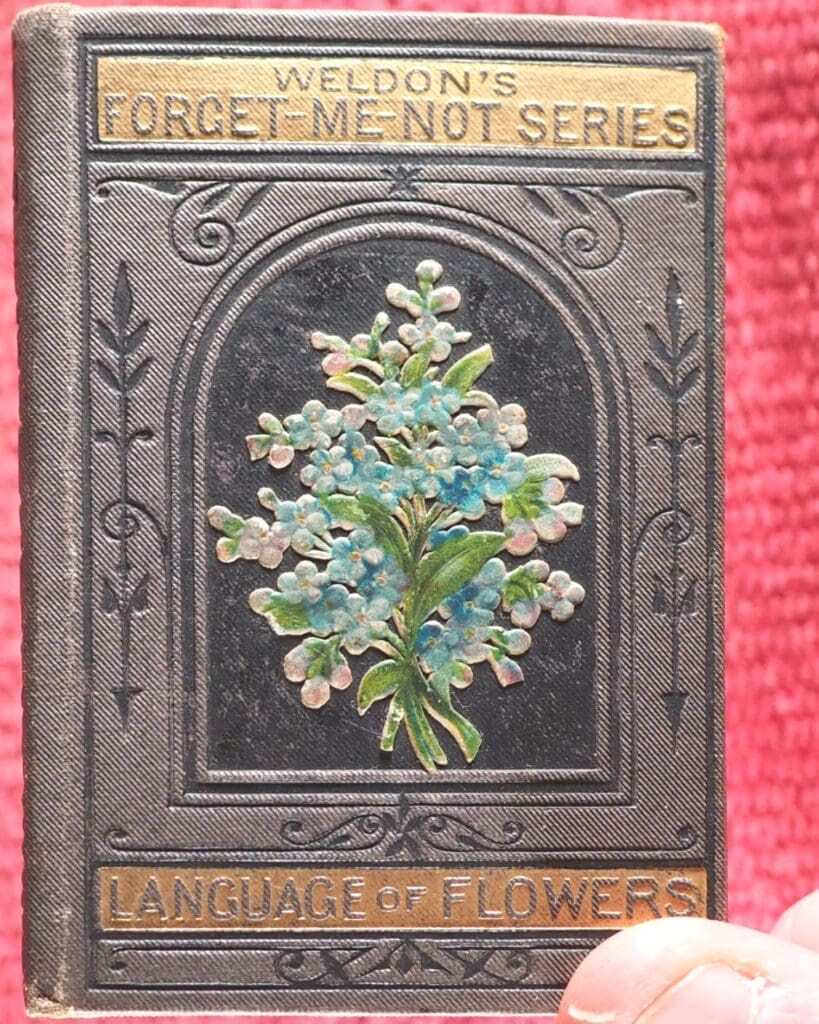 WELDON'S
FORGET-ME-NOT SERIES
LANGUAGE OF FLOWERS